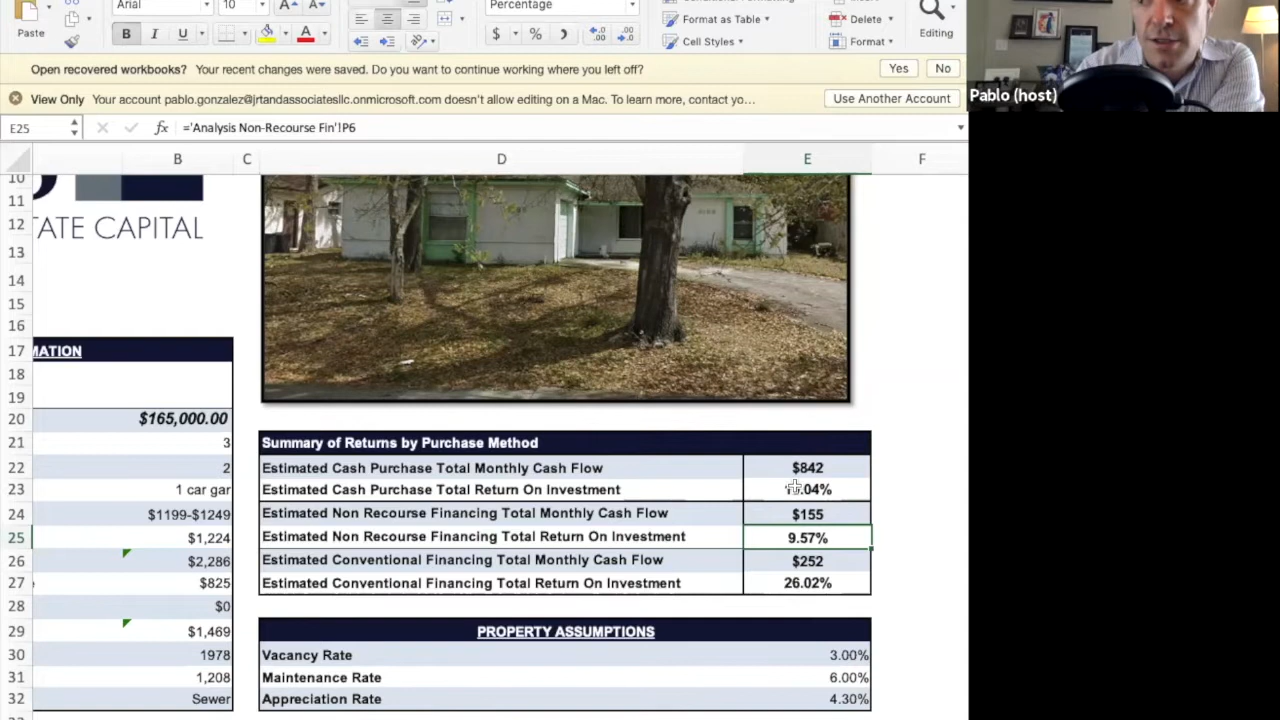 Arial
10
Percentage
Paste
B I U
A
$ % 
Format as Table
Cell Styles
Delete
Format
Editing
Open recovered workbooks? Your recent changes were saved. Do you want to continue working where you left off?
Yes
No
View Only Your account pablo.gonzalez@jrtandassociatesllc.onmicrosoft.com doesn't allow editing on a Mac. To learn more, contact yo…
Use Another Account
Pablo (host)
E25
fx ='Analysis Non-Recourse Fin'!P6
B C D E F
10
11
12
13
14
15
16
17
18
19
20
21
22
23
24
25
26
27
28
29
30
31
32
ATE CAPITAL
MATION
$165,000.00
3
2
1 car gar
$1199-$1249
$1,224
$2,286
$825
$0
$1,469
1978
1,208
Sewer
Summary of Returns by Purchase Method
Estimated Cash Purchase Total Monthly Cash Flow $842
Estimated Cash Purchase Total Return On Investment
Estimated Non Recourse Financing Total Monthly Cash Flow $155
Estimated Non Recourse Financing Total Return On Investment 9.57%
Estimated Conventional Financing Total Monthly Cash Flow $252
Estimated Conventional Financing Total Return On Investment 26.02%
PROPERTY ASSUMPTIONS
Vacancy Rate 3.00%
Maintenance Rate 6.00%
Appreciation Rate 4.30%